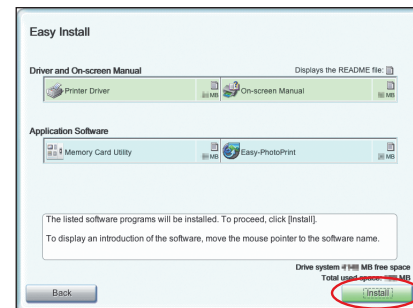 Easy Install
Driver and On-screen Manual
Displays the README file:
Printer Driver
MB
On-screen Manual
MB
Application Software
Memory Card Utility
MB
Easy-PhotoPrint
MB
The listed software programs will be installed. To proceed, click [Install].
To display an introduction of the software, move the mouse pointer to the software name.
Drive system MB free space
Total used space: MB
Back
Install